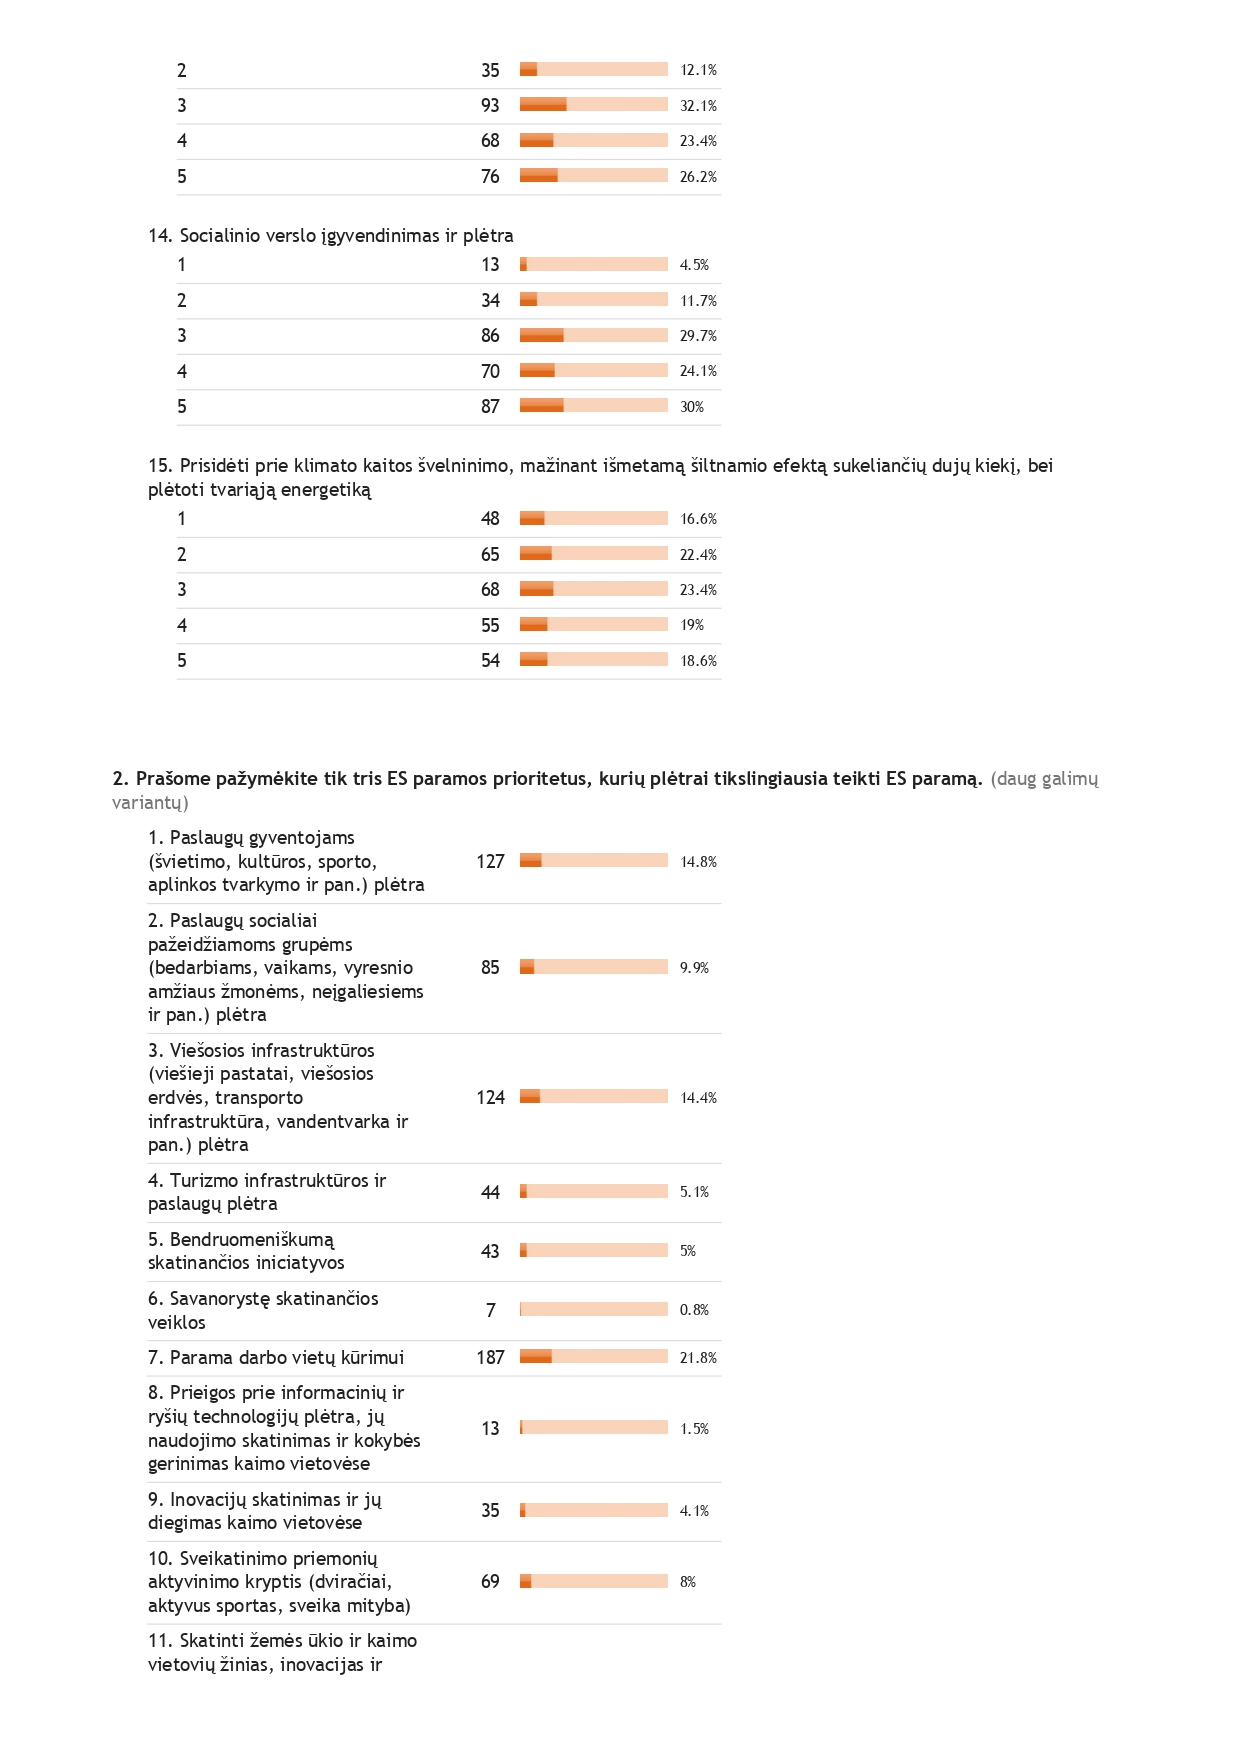 2 35 12.1%
3 93 32.1%
4 68 23.4%
5 76 26.2%
14. Socialinio verslo įgyvendinimas ir plėtra
1 13 4.5%
2 34 11.7%
3 86 29.7%
4 70 24.1%
5 87 30%
15. Prisidėti prie klimato kaitos švelninimo, mažinant išmetamą šiltnamio efektą sukeliančių dujų kiekį, bei
plėtoti tvariąją energetiką
1 48 16.6%
2 65 22.4%
3 68 23.4%
4 55 19%
5 54 18.6%
2. Prašome pažymėkite tik tris ES paramos prioritetus, kurių plėtrai tikslingiausia teikti ES paramą. (daug galimų
variantų)
1. Paslaugų gyventojams
(švietimo, kultūros, sporto, 127 14.8%
aplinkos tvarkymo ir pan.) plėtra
2. Paslaugų socialiai
pažeidžiamoms grupėms
(bedarbiams, vaikams, vyresnio 85 9.9%
amžiaus žmonėms, neįgaliesiems
ir pan.) plėtra
3. Viešosios infrastruktūros
(viešieji pastatai, viešosios
erdvės, transporto 124 14.4%
infrastruktūra, vandentvarka ir
pan.) plėtra
4. Turizmo infrastruktūros ir
paslaugų plėtra 44 5.1%
5. Bendruomeniškumą
skatinančios iniciatyvos 43 5%
6. Savanorystę skatinančios
veiklos 7 0.8%
7. Parama darbo vietų kūrimui 187 21.8%
8. Prieigos prie informacinių ir
ryšių technologijų plėtra, jų
naudojimo skatinimas ir kokybės 13 1.5%
gerinimas kaimo vietovėse
9. Inovacijų skatinimas ir jų
diegimas kaimo vietovėse 35 4.1%
10. Sveikatinimo priemonių
aktyvinimo kryptis (dviračiai, 69 8%
aktyvus sportas, sveika mityba)
11. Skatinti žemės ūkio ir kaimo
vietovių žinias, inovacijas ir